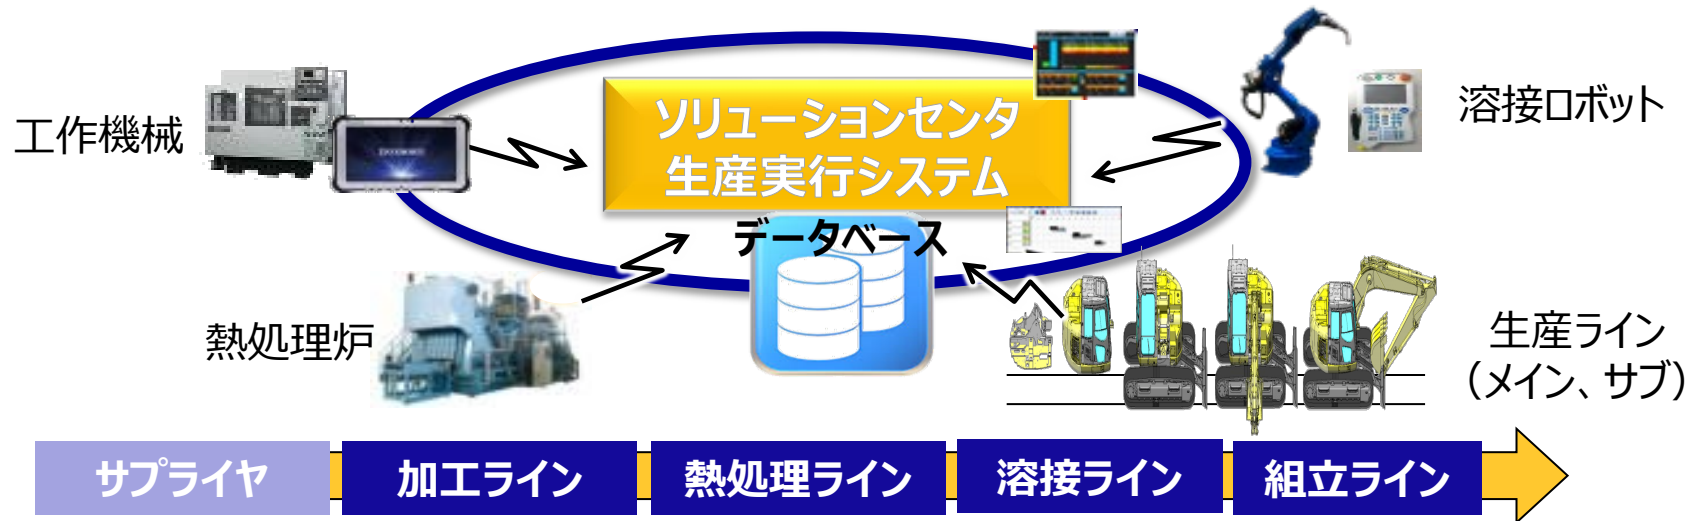 工作機械
ソリューションセンタ
生産実行システム
データベース
溶接ロボット
熱処理炉
生産ライン
（メイン、サブ）
サプライヤ
加工ライン
熱処理ライン
溶接ライン
組立ライン